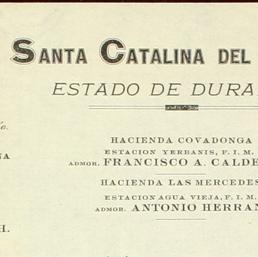 SANTA CATALINA DEL
ESTADO DE DURA
HACIENDA COVADONGA
ESTACION YERBANIS, F. I. M.
ADMOR. FRANCISCO A. CALDE
NA
HACIENDA LAS MERCEDES
ESTACION AGUA VIEJA, F. I. M.
ADMOR. ANTONIO HERRAN
H.